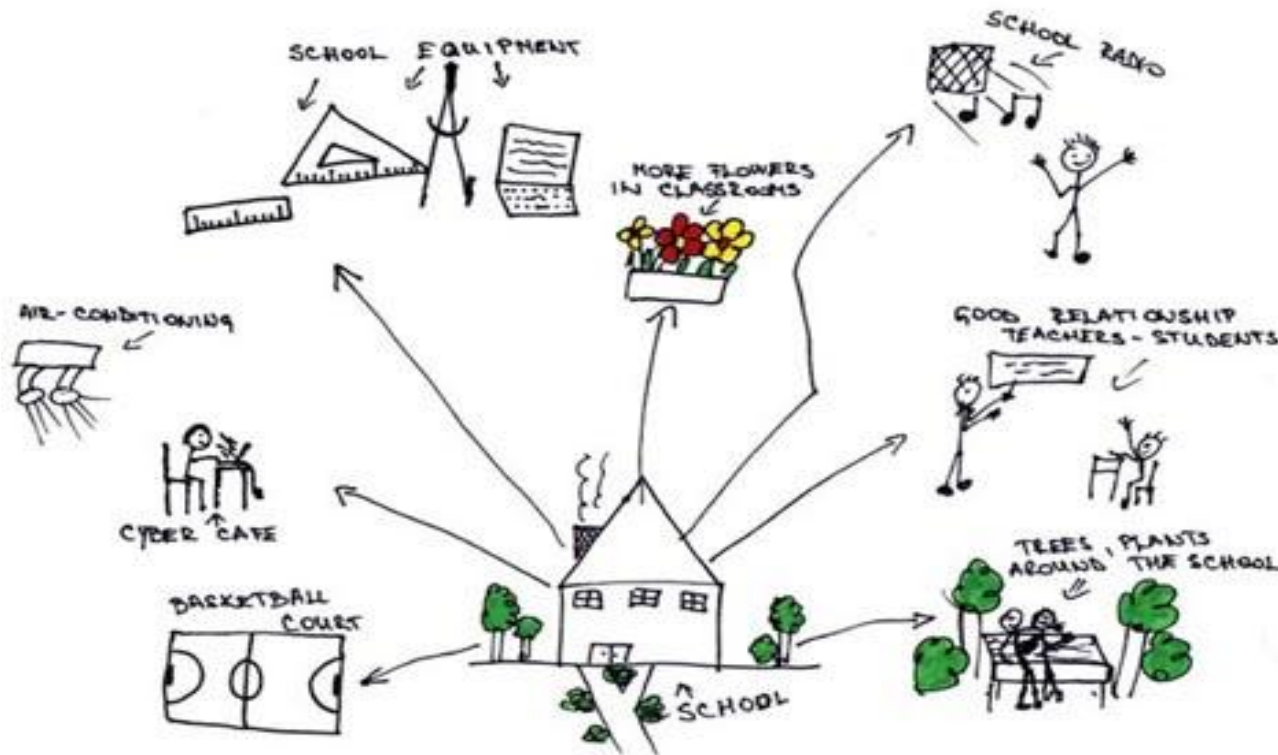 SCHOOL EQUIPMENT
SCHOOL RADIO
MORE FLOWERS
IN CLASSROOMS
AIR-CONDITIONING
GOOD RELATIONSHIP
TEACHERS-STUDENTS
CYBER CAFE
TREES, PLANTS
AROUND THE SCHOOL
BASKETBALL
COURT
SCHOOL